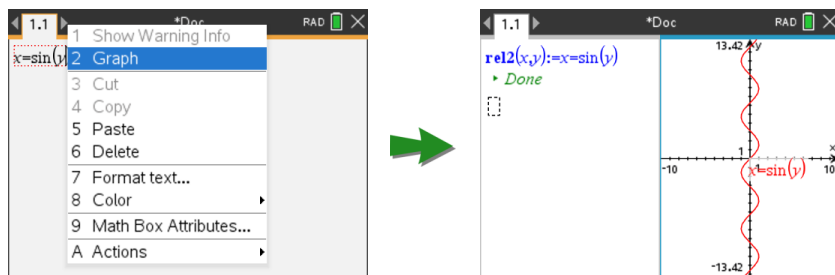 1.1 *Doc RAD
x=sin(y
1 Show Warning Info
2 Graph
3 Cut
4 Copy
5 Paste
6 Delete
7 Format text...
8 Color
9 Math Box Attributes...
A Actions
1.1 *Doc RAD
rel2(x,y):=x=sin(y)
Done
13.42 y
1
x
-10
1
10
x=sin(y)
-13.42